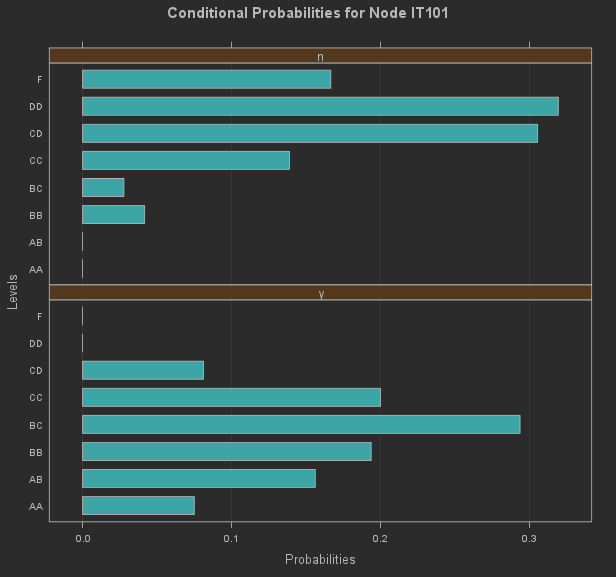 Conditional Probabilities for Node IT101
n
F
DD
CD
CC
BC
BB
AB
AA
y
F
DD
CD
CC
BC
BB
AB
AA
Levels
0.0 0.1 0.2 0.3
Probabilities